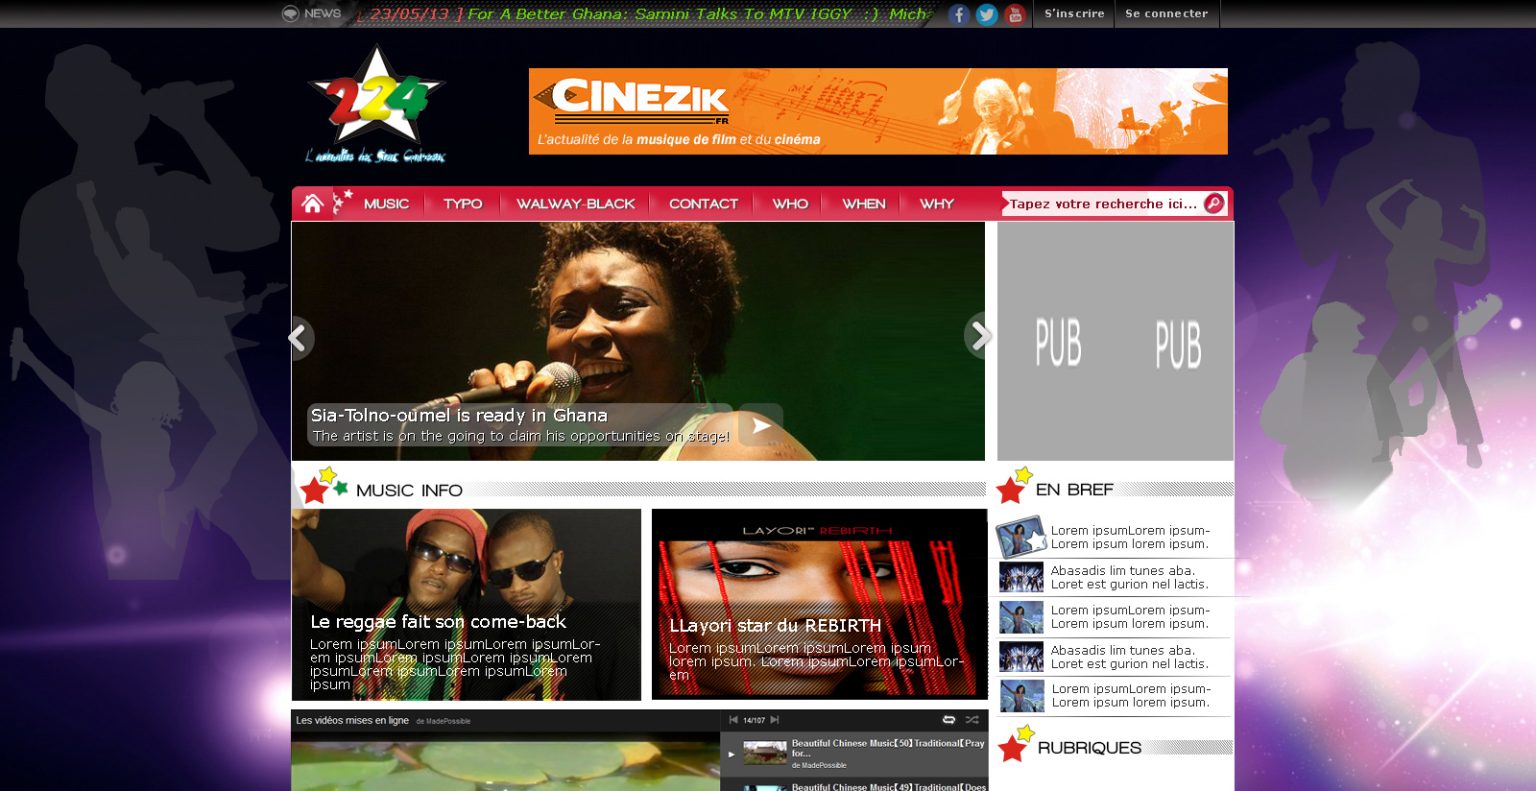 NEWS
[ 23/05/13 ] For A Better Ghana: Samini Talks To MTV IGGY :) Micha
S'inscrire
Se connecter
224
CINEZIK
.FR
L'actualité de la musique de film et du cinéma
MUSIC
TYPO
WALWAY-BLACK
CONTACT
WHO
WHEN
WHY
Tapez votre recherche ici...
PUB
PUB
Sia-Tolno-oumel is ready in Ghana
The artist is on the going to claim his opportunities on stage!
MUSIC INFO
EN BREF
LAYORI™ REBIRTH
Le reggae fait son come-back
Lorem ipsumLorem ipsumLorem ipsumLor-
em ipsumLorem ipsumLorem ipsumLorem
ipsumLorem ipsumLorem ipsumLorem
ipsum
LLayori star du REBIRTH
Lorem ipsumLorem ipsumLorem ipsum
lorem ipsum. Lorem ipsumLorem ipsumLor-
em
Lorem ipsumLorem ipsum-
Lorem ipsum lorem ipsum.
Abasadis lim tunes aba.
Loret est gurion nel lactis.
Lorem ipsumLorem ipsum-
Lorem ipsum lorem ipsum.
Abasadis lim tunes aba.
Loret est gurion nel lactis.
Lorem ipsumLorem ipsum-
Lorem ipsum lorem ipsum.
RUBRIQUES
Les vidéos mises en ligne de MadePossible
14/107
Beautiful Chinese Music【50】Traditional【Pray
for...
de MadePossible
Beautiful Chinese Music【49】Traditional【Does